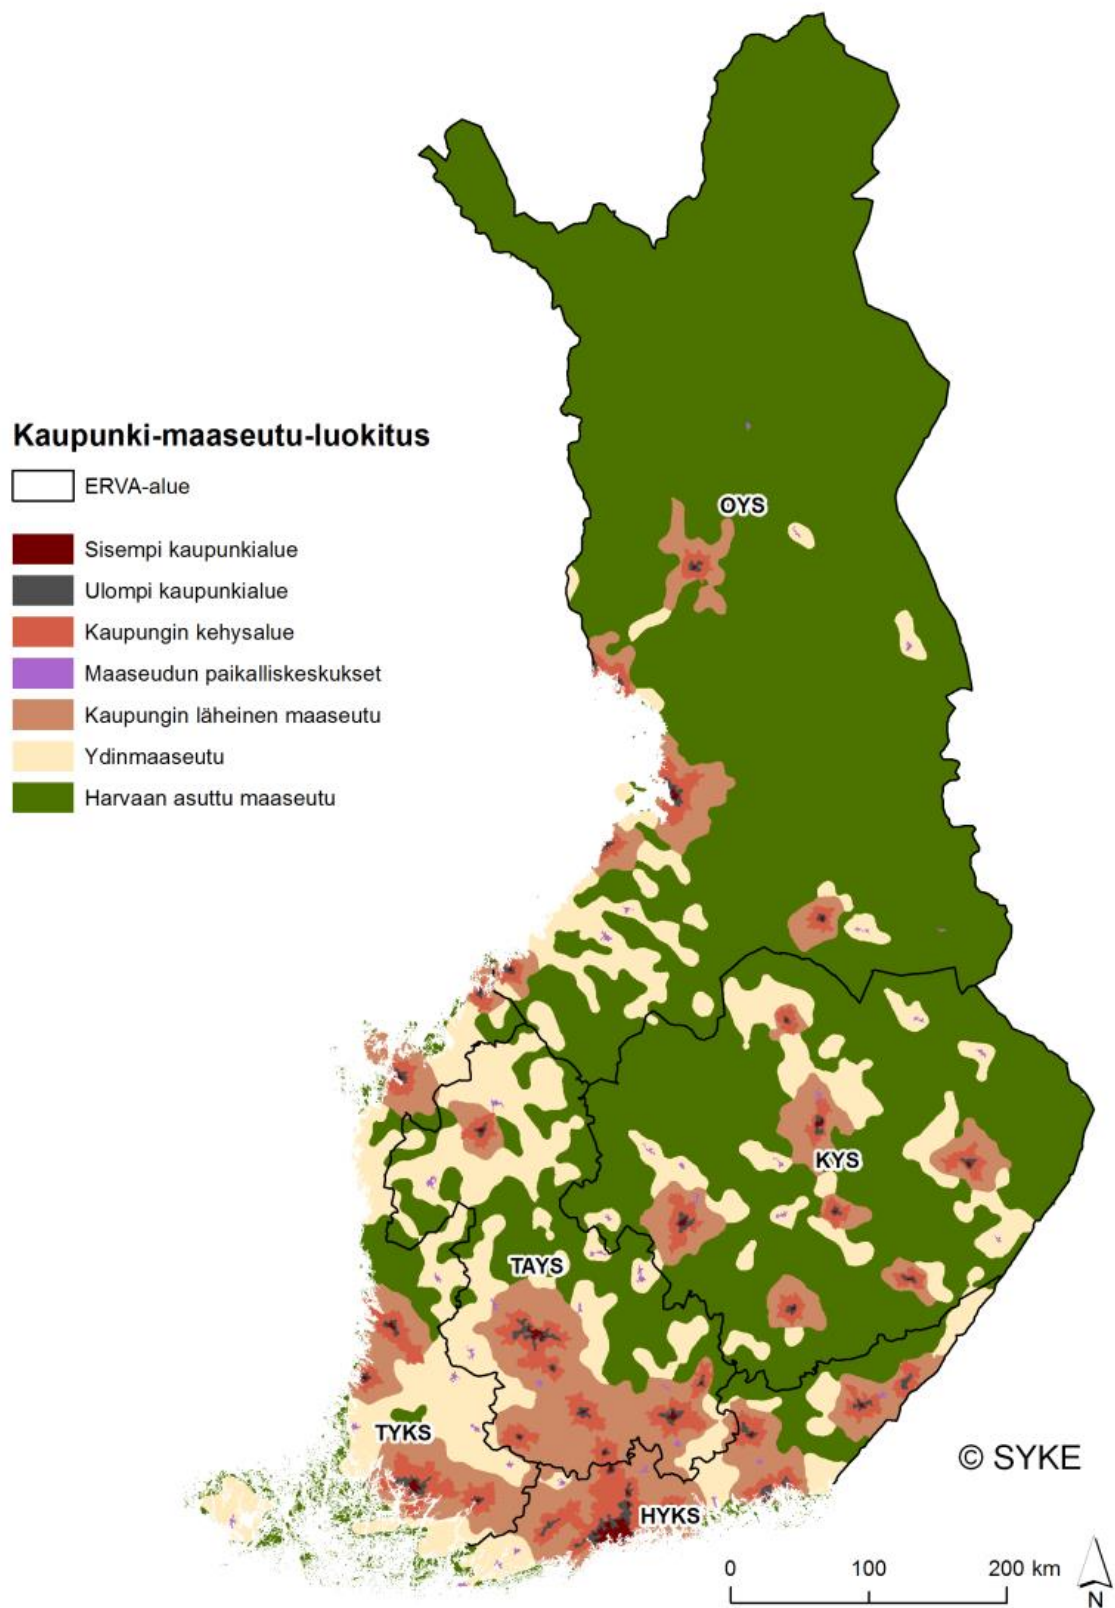 Kaupunki-maaseutu-luokitus
ERVA-alue
Sisempi kaupunkialue
Ulompi kaupunkialue
Kaupungin kehysalue
Maaseudun paikalliskeskukset
Kaupungin läheinen maaseutu
Ydinmaaseutu
Harvaan asuttu maaseutu
OYS
KYS
TAYS
TYKS
HYKS
© SYKE
0 100 200 km
N